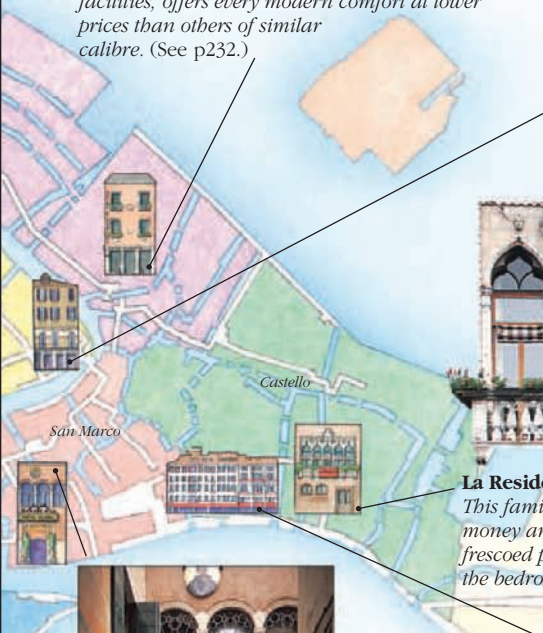 facilities, offers every modern comfort at lower
prices than others of similar
calibre. (See p232.)
Castello
San Marco
La Reside
This fami
money an
frescoed p
the bedro